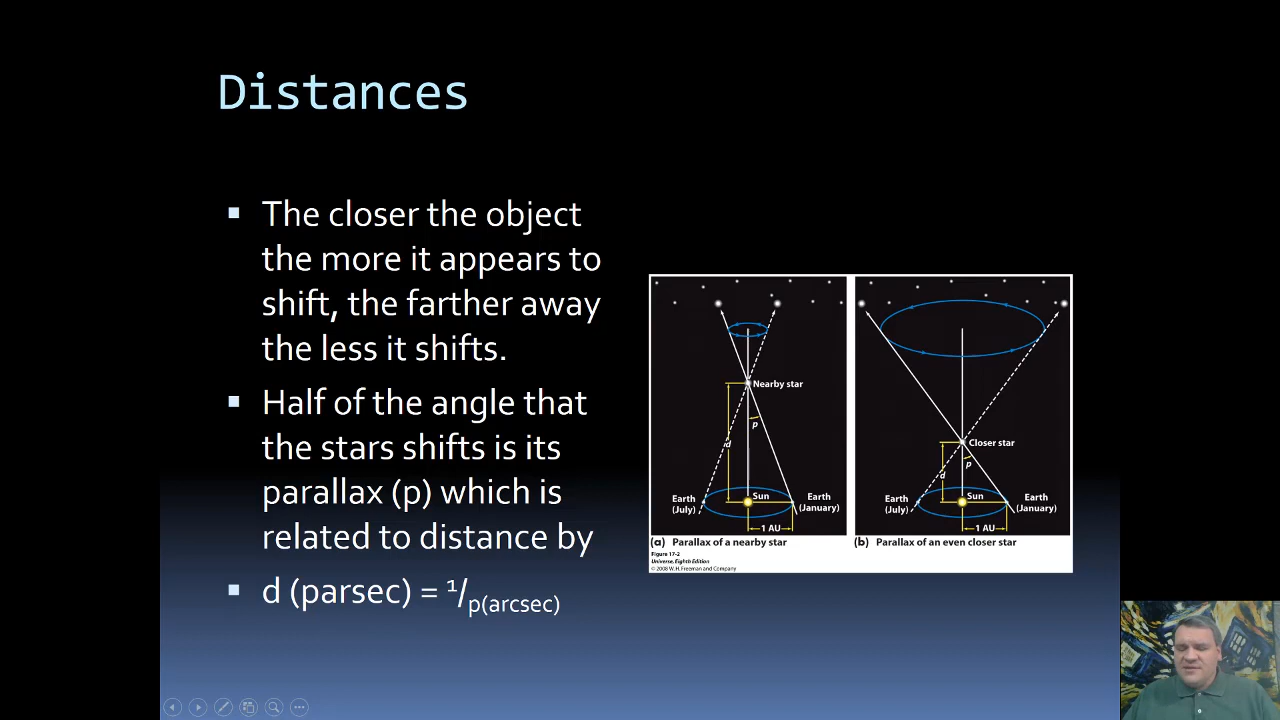 Distances
▪ The closer the object
the more it appears to
shift, the farther away
the less it shifts.
▪ Half of the angle that
the stars shifts is its
parallax (p) which is
related to distance by
▪ d (parsec) = 1/p(arcsec)
Nearby star
p
d
Sun
Earth
(July)
Earth
(January)
1 AU
(a) Parallax of a nearby star
Closer star
p
d
Sun
Earth
(July)
Earth
(January)
1 AU
(b) Parallax of an even closer star
Figure 17-2
Universe, Eighth Edition
© 2008 W. H. Freeman and Company